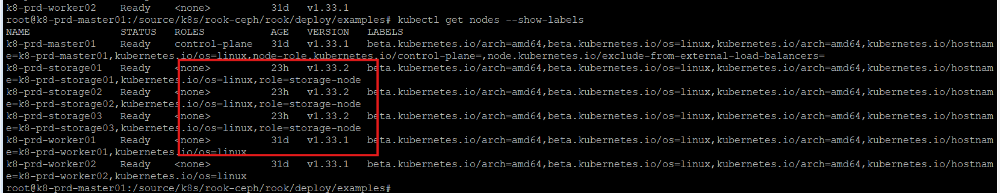 k8-prd-worker02    Ready    <none>          31d   v1.33.1
root@k8-prd-master01:/source/k8s/rook-ceph/rook/deploy/examples# kubectl get nodes --show-labels
NAME               STATUS   ROLES           AGE   VERSION   LABELS
k8-prd-master01    Ready    control-plane   31d   v1.33.1   beta.kubernetes.io/arch=amd64,beta.kubernetes.io/os=linux,kubernetes.io/arch=amd64,kubernetes.io/hostnam
e=k8-prd-master01,kubernetes.io/os=linux,node-role.kubernetes.io/control-plane=,node.kubernetes.io/exclude-from-external-load-balancers=
k8-prd-storage01   Ready    <none>          23h   v1.33.2   beta.kubernetes.io/arch=amd64,beta.kubernetes.io/os=linux,kubernetes.io/arch=amd64,kubernetes.io/hostnam
e=k8-prd-storage01,kubernetes.io/os=linux,role=storage-node
k8-prd-storage02   Ready    <none>          23h   v1.33.2   beta.kubernetes.io/arch=amd64,beta.kubernetes.io/os=linux,kubernetes.io/arch=amd64,kubernetes.io/hostnam
e=k8-prd-storage02,kubernetes.io/os=linux,role=storage-node
k8-prd-storage03   Ready    <none>          23h   v1.33.2   beta.kubernetes.io/arch=amd64,beta.kubernetes.io/os=linux,kubernetes.io/arch=amd64,kubernetes.io/hostnam
e=k8-prd-storage03,kubernetes.io/os=linux,role=storage-node
k8-prd-worker01    Ready    <none>          31d   v1.33.1   beta.kubernetes.io/arch=amd64,beta.kubernetes.io/os=linux,kubernetes.io/arch=amd64,kubernetes.io/hostnam
e=k8-prd-worker01,kubernetes.io/os=linux
k8-prd-worker02    Ready    <none>          31d   v1.33.1   beta.kubernetes.io/arch=amd64,beta.kubernetes.io/os=linux,kubernetes.io/arch=amd64,kubernetes.io/hostnam
e=k8-prd-worker02,kubernetes.io/os=linux
root@k8-prd-master01:/source/k8s/rook-ceph/rook/deploy/examples#